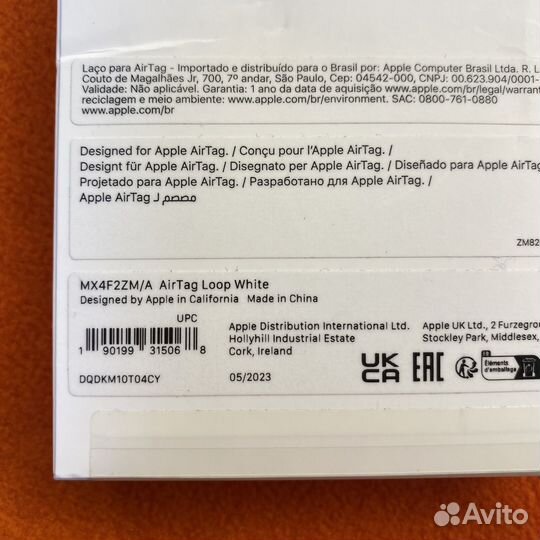 Laço para AirTag - Importado e distribuído para o Brasil por: Apple Computer Brasil Ltda. R. L
Couto de Magalhães Jr, 700, 7º andar, São Paulo, Cep: 04542-000, CNPJ: 00.623.904/0001-
Validade: Não aplicável. Garantia: 1 ano da data de aquisição www.apple.com/br/legal/warrant
reciclagem e meio ambiente: www.apple.com/br/environment. SAC: 0800-761-0880
www.apple.com/br
Designed for Apple AirTag. / Conçu pour l'Apple AirTag. /
Designt für Apple AirTag. / Disegnato per Apple AirTag. / Diseñado para Apple AirTag
Projetado para Apple AirTag. / Разработано для Apple AirTag. /
مصمم لـ Apple AirTag
ZM82
MX4F2ZM/A AirTag Loop White
Designed by Apple in California Made in China
UPC
1 90199 31506 8
DQDKM10T04CY
Apple Distribution International Ltd.
Hollyhill Industrial Estate
Cork, Ireland
05/2023
Apple UK Ltd., 2 Furzegro
Stockley Park, Middlesex,
UK
CA
EAC
Éléments
d'emballage
Avito